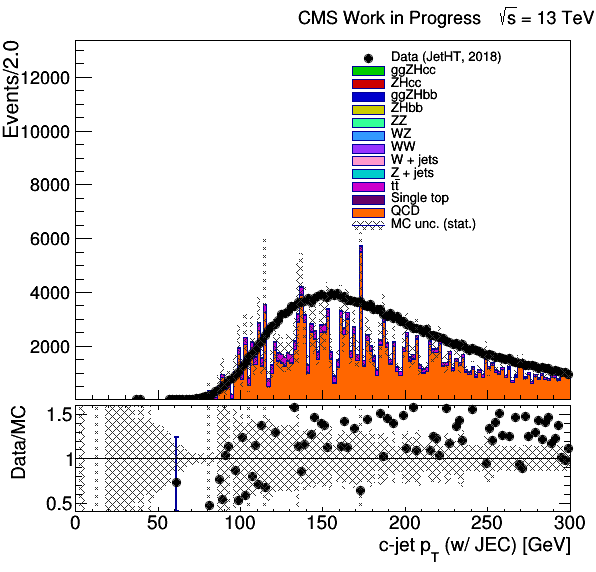 CMS Work in Progress √s = 13 TeV
Events/2.0
12000
10000
8000
6000
4000
2000
Data (JetHT, 2018)
ggZHcc
ZHcc
ggZHbb
ZHbb
ZZ
WZ
WW
W + jets
Z + jets
tt̄
Single top
QCD
MC unc. (stat.)
Data/MC
1.5
1
0.5
0 50 100 150 200 250 300
c-jet p_T (w/ JEC) [GeV]